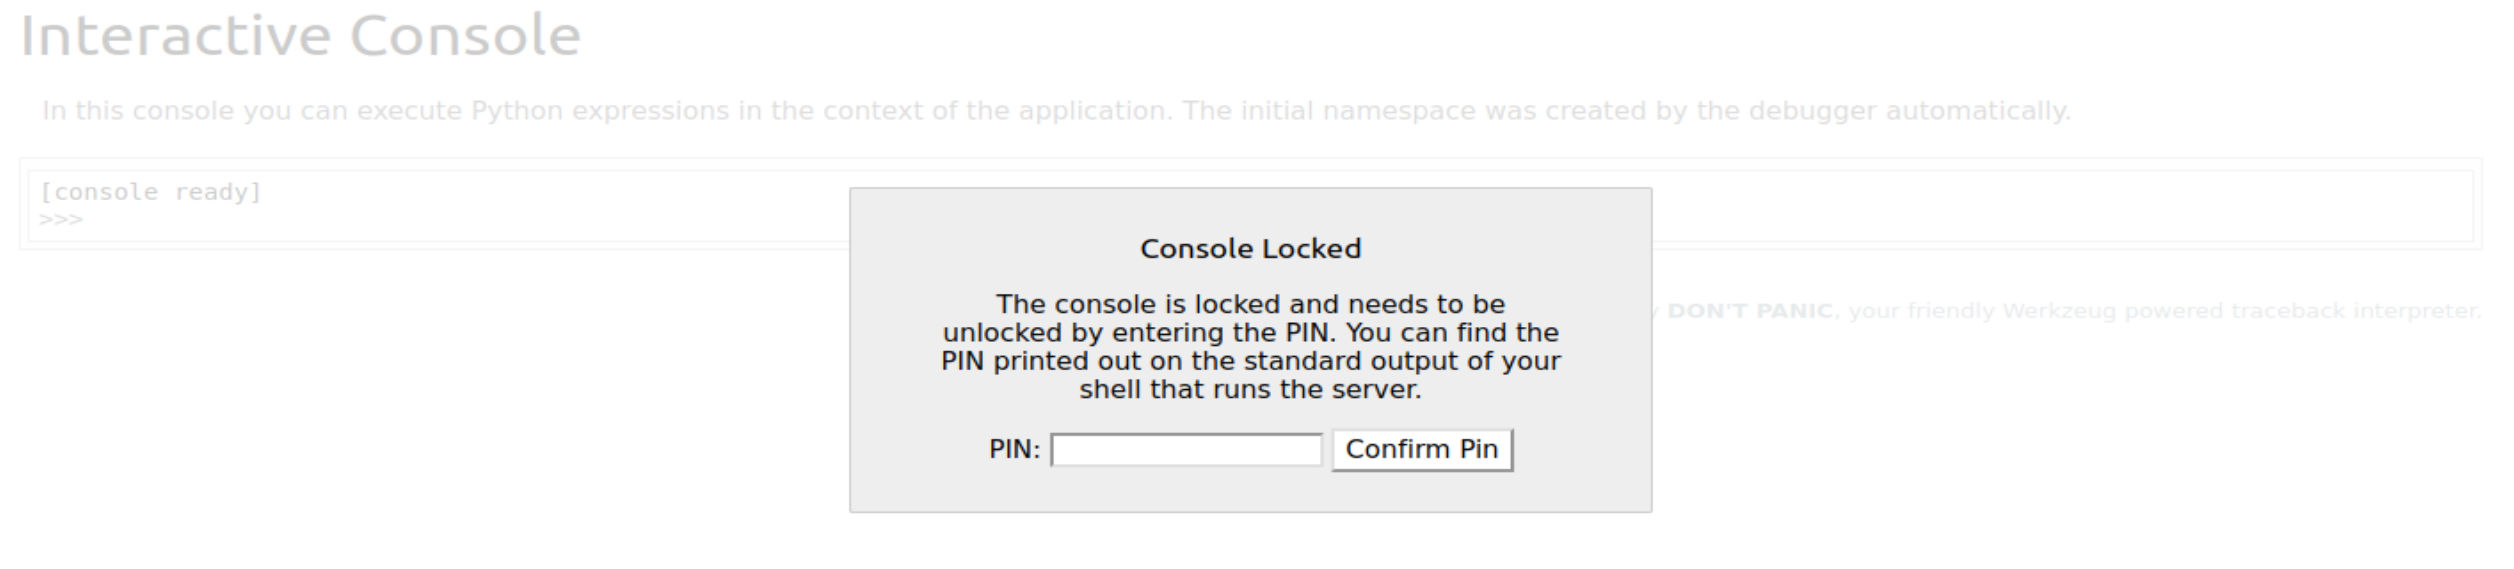 Interactive Console
In this console you can execute Python expressions in the context of the application. The initial namespace was created by the debugger automatically.
[console ready]
>>>
Console Locked
The console is locked and needs to be
unlocked by entering the PIN. You can find the
PIN printed out on the standard output of your
shell that runs the server.
PIN: Confirm Pin
DON'T PANIC, your friendly Werkzeug powered traceback interpreter.